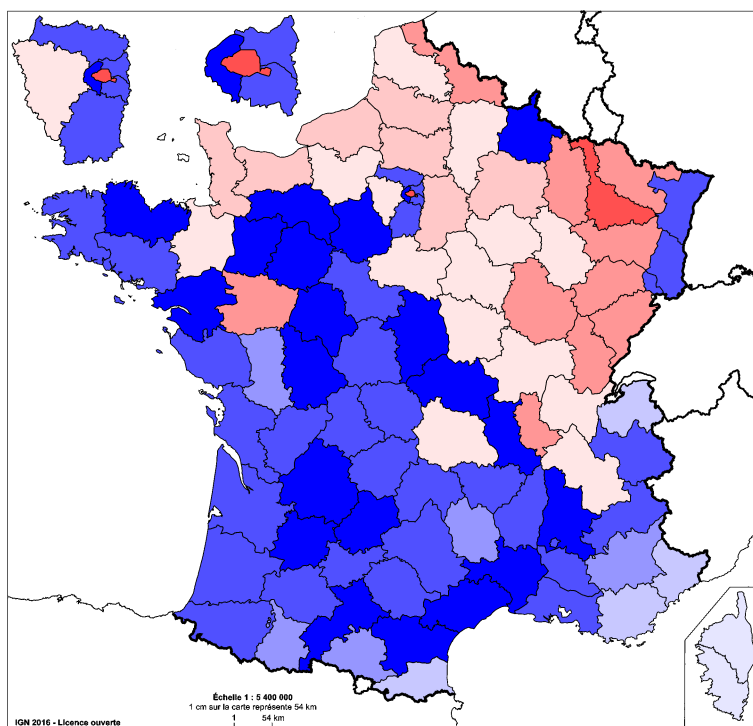 Échelle 1 : 5 400 000
1 cm sur la carte représente 54 km
1 54 km
IGN 2016 - Licence ouverte